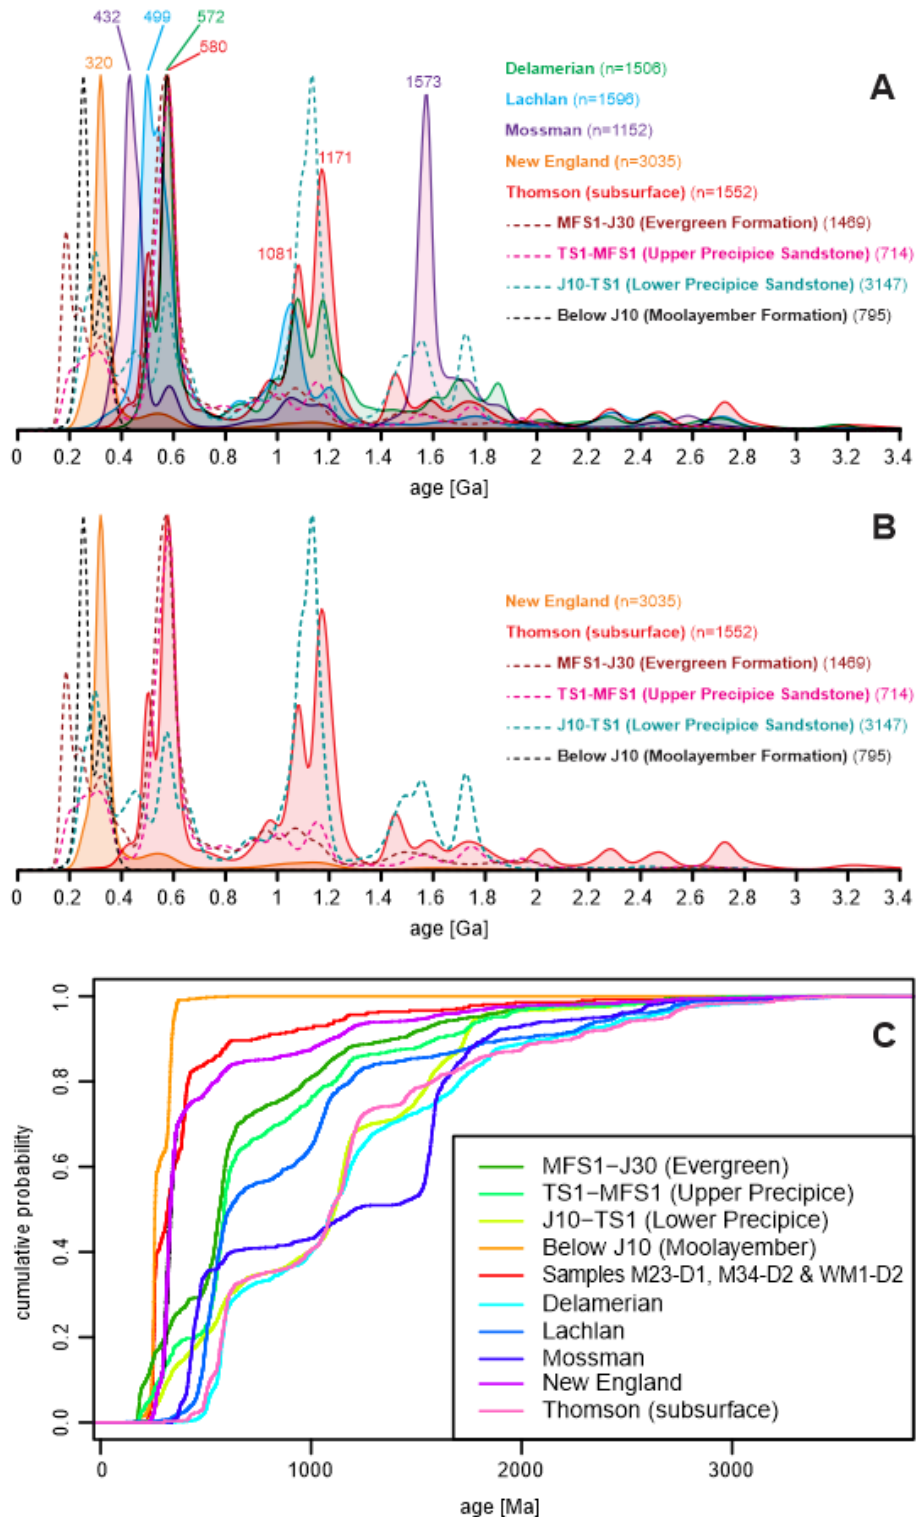 432 499 572
580
320
1573
A
Delamerian (n=1506)
Lachlan (n=1596)
Mossman (n=1152)
New England (n=3035)
Thomson (subsurface) (n=1552)
MFS1-J30 (Evergreen Formation) (1469)
TS1-MFS1 (Upper Precipice Sandstone) (714)
J10-TS1 (Lower Precipice Sandstone) (3147)
Below J10 (Moolayember Formation) (795)
1171
1081
0 0.2 0.4 0.6 0.8 1 1.2 1.4 1.6 1.8 2 2.2 2.4 2.6 2.8 3 3.2 3.4
age [Ga]
B
New England (n=3035)
Thomson (subsurface) (n=1552)
MFS1-J30 (Evergreen Formation) (1469)
TS1-MFS1 (Upper Precipice Sandstone) (714)
J10-TS1 (Lower Precipice Sandstone) (3147)
Below J10 (Moolayember Formation) (795)
0 0.2 0.4 0.6 0.8 1 1.2 1.4 1.6 1.8 2 2.2 2.4 2.6 2.8 3 3.2 3.4
age [Ga]
C
cumulative probability
1.0
0.8
0.6
0.4
0.2
0.0
MFS1−J30 (Evergreen)
TS1−MFS1 (Upper Precipice)
J10−TS1 (Lower Precipice)
Below J10 (Moolayember)
Samples M23-D1, M34-D2 & WM1-D2
Delamerian
Lachlan
Mossman
New England
Thomson (subsurface)
0 1000 2000 3000
age [Ma]